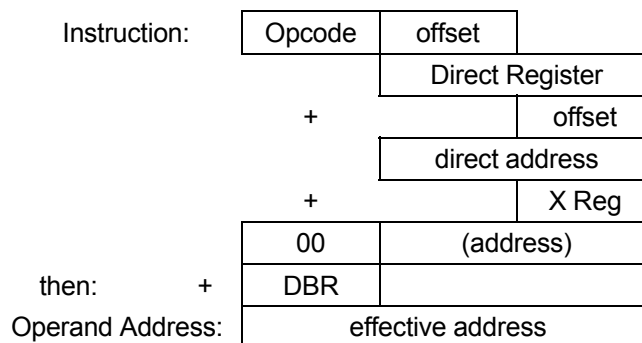 Instruction: Opcode offset
Direct Register
+ offset
direct address
+ X Reg
00 (address)
then: + DBR
Operand Address: effective address